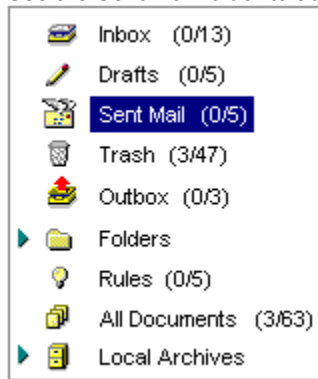 Inbox (0/13)
Drafts (0/5)
Sent Mail (0/5)
Trash (3/47)
Outbox (0/3)
Folders
Rules (0/5)
All Documents (3/63)
Local Archives